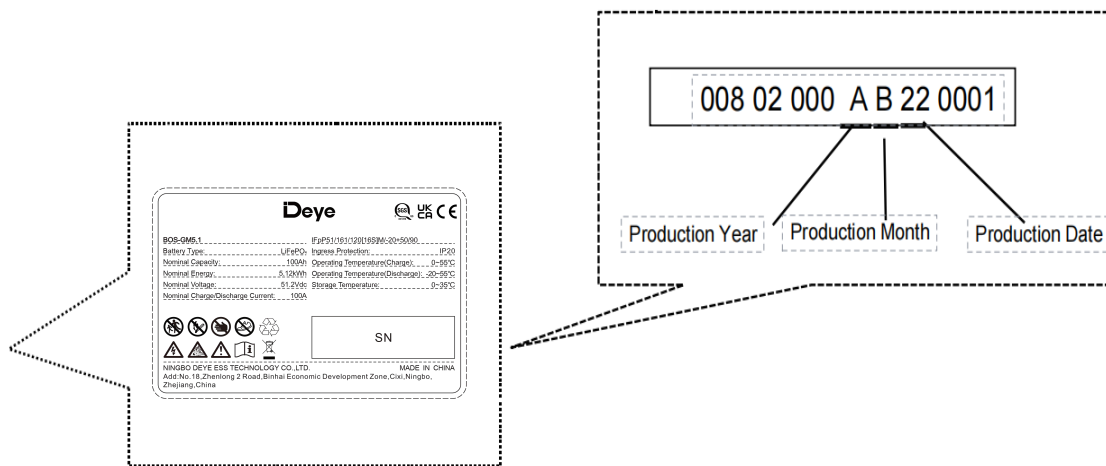 008 02 000 A B 22 0001
Production Year
Production Month
Production Date
Deye
SGS
UK
CA
CE
BOS-GM5.1
IFpP51/161/120[16S]M/-20+50/90
Battery Type: LiFePO₄
Ingress Protection: IP20
Nominal Capacity: 100Ah
Operating Temperature(Charge): 0~55℃
Nominal Energy: 5.12kWh
Operating Temperature(Discharge): -20~55℃
Nominal Voltage: 51.2Vdc
Storage Temperature: 0~35℃
Nominal Charge/Discharge Current: 100A
SN
NINGBO DEYE ESS TECHNOLOGY CO.,LTD. MADE IN CHINA
Add:No.18,Zhenlong 2 Road,Binhai Economic Development Zone,Cixi,Ningbo,
Zhejiang,China